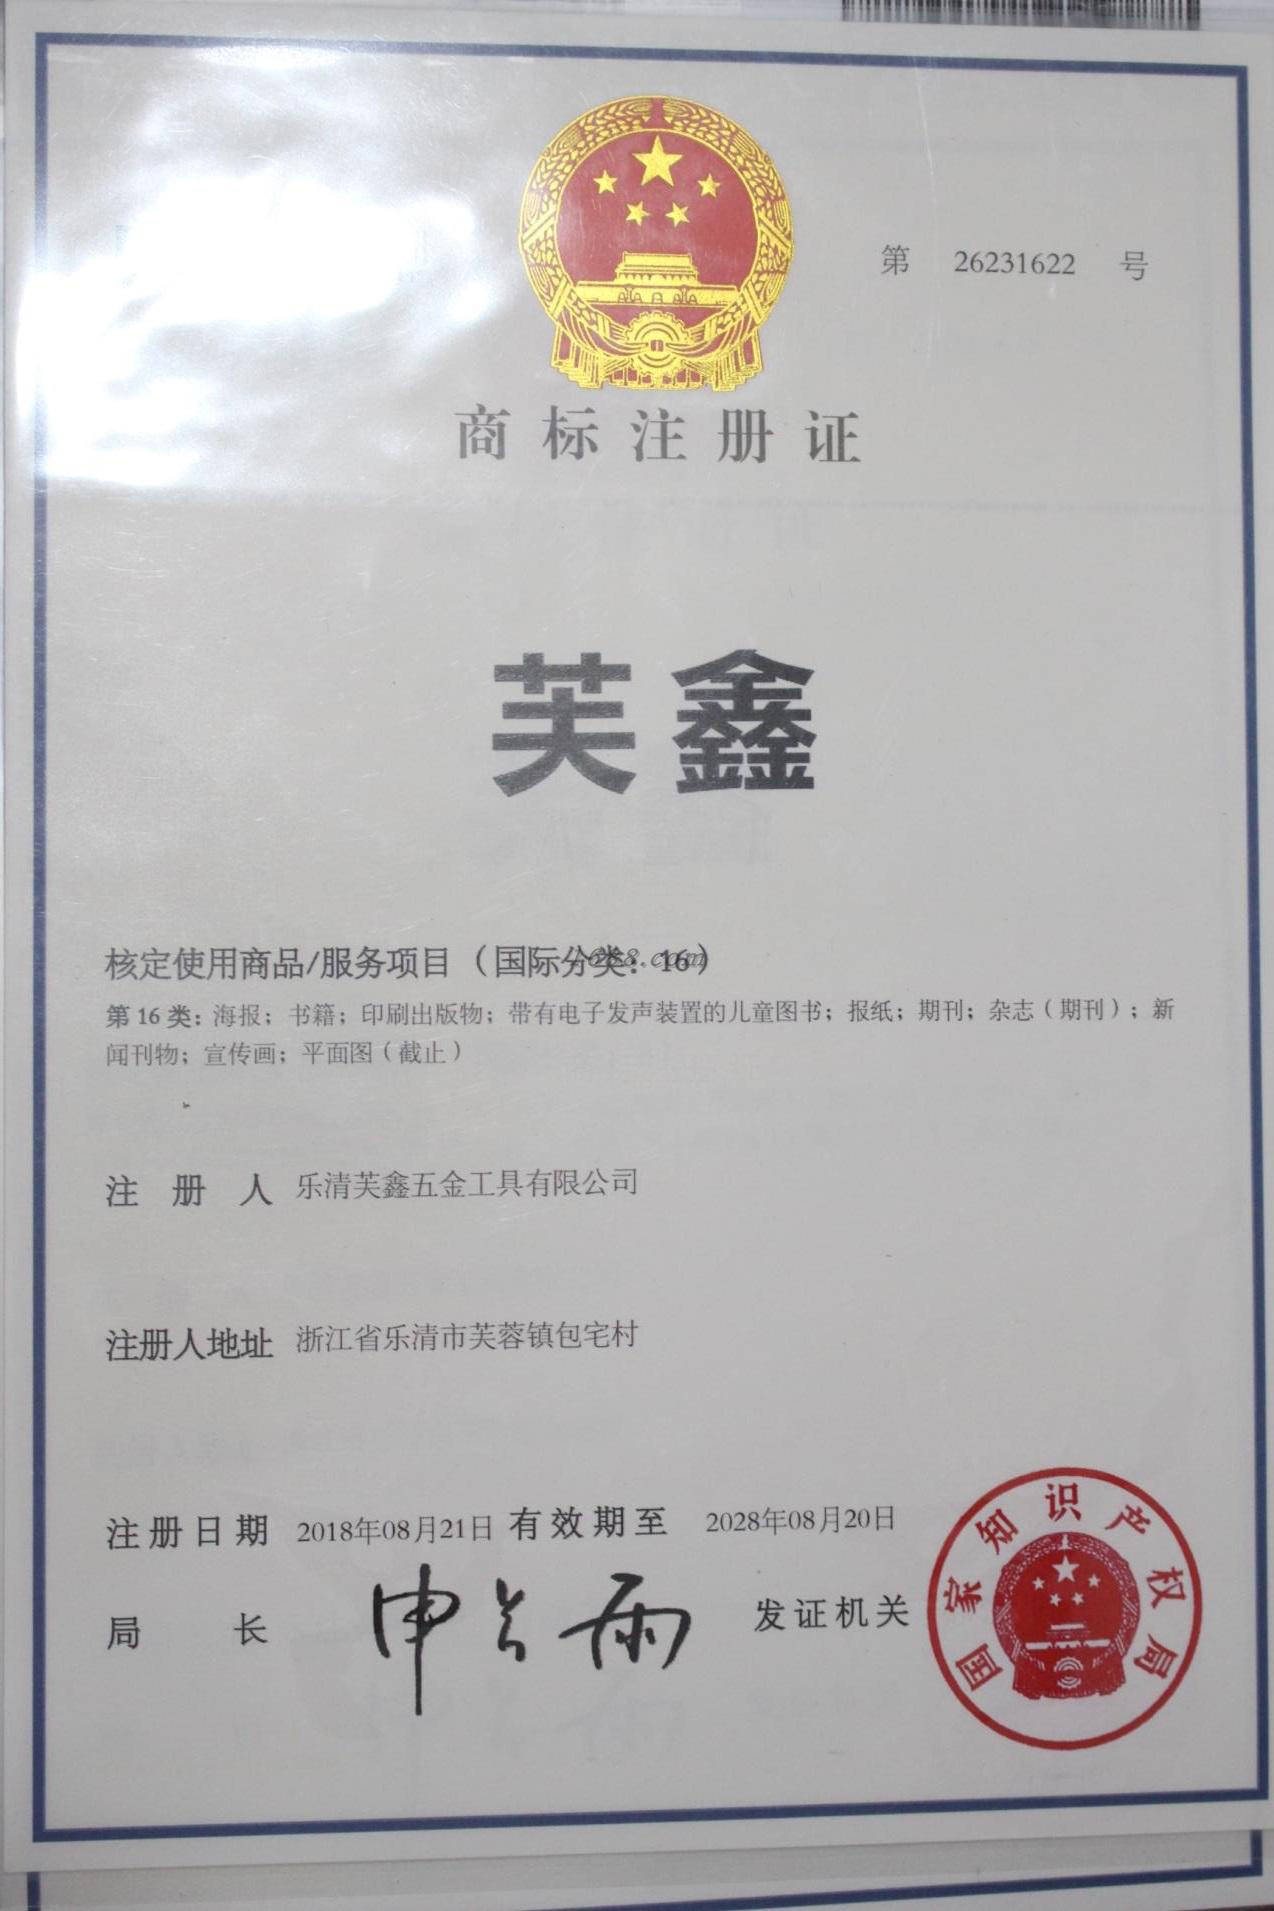 第 26231622 号
商标注册证
芙鑫
核定使用商品/服务项目（国际分类：16）
1688.com
第 16 类：海报；书籍；印刷出版物；带有电子发声装置的儿童图书；报纸；期刊；杂志（期刊）；新
闻刊物；宣传画；平面图（截止）
注册人 乐清芙鑫五金工具有限公司
注册人地址 浙江省乐清市芙蓉镇包宅村
注册日期 2018年08月21日 有效期至 2028年08月20日
局长 申长雨 发证机关
国家知识产权局